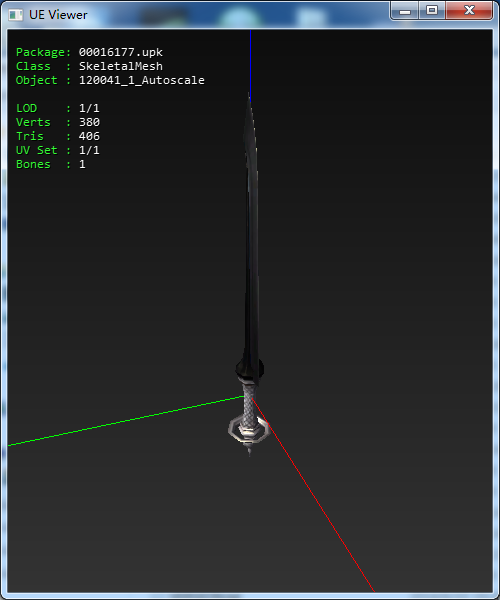 UE Viewer
Package: 00016177.upk
Class : SkeletalMesh
Object : 120041_1_Autoscale
LOD : 1/1
Verts : 380
Tris : 406
UV Set : 1/1
Bones : 1